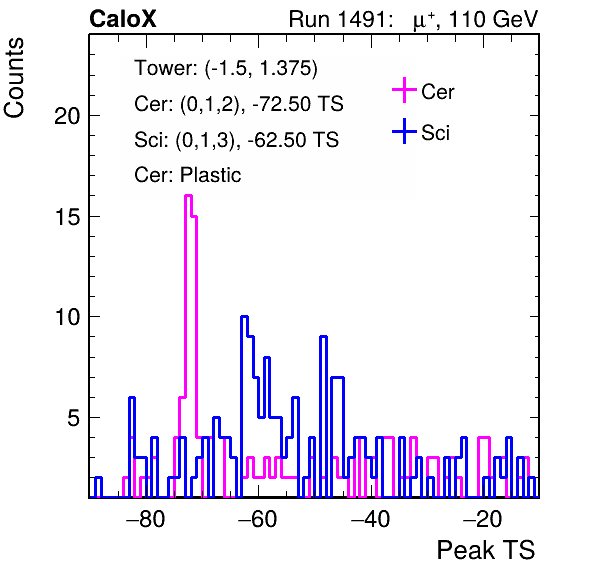 CaloX Run 1491: μ⁺, 110 GeV
Counts
Tower: (-1.5, 1.375)
Cer: (0,1,2), -72.50 TS
Sci: (0,1,3), -62.50 TS
Cer: Plastic
Cer
Sci
20
15
10
5
−80 −60 −40 −20
Peak TS